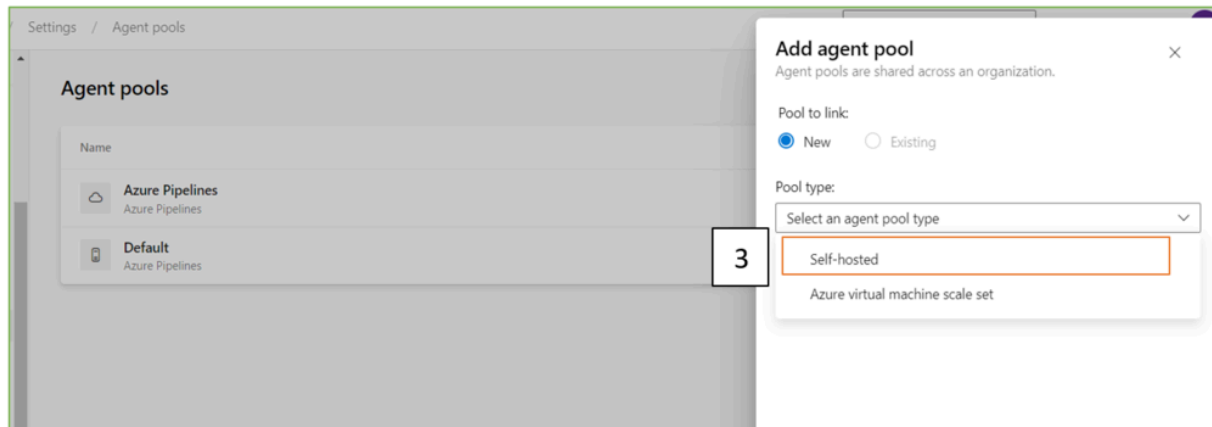 / Settings / Agent pools
Agent pools
Name
Azure Pipelines
Azure Pipelines
Default
Azure Pipelines
Add agent pool
Agent pools are shared across an organization.
Pool to link:
New Existing
Pool type:
Select an agent pool type
3
Self-hosted
Azure virtual machine scale set